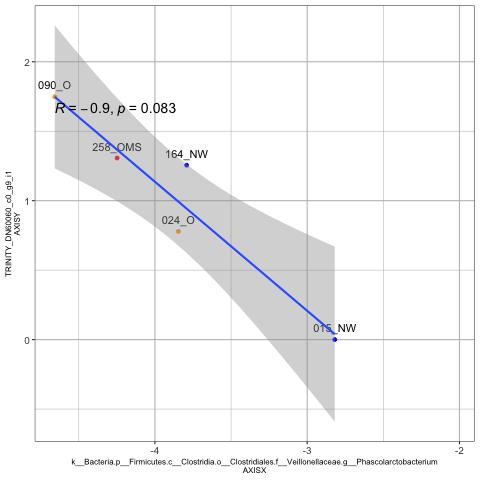 2
090_O
R = −0.9, p = 0.083
258_OMS
164_NW
1
024_O
015_NW
0
TRINITY_DN60060_c0_g9_i1
AXISY
-4
-3
-2
k__Bacteria.p__Firmicutes.c__Clostridia.o__Clostridiales.f__Veillonellaceae.g__Phascolarctobacterium
AXISX